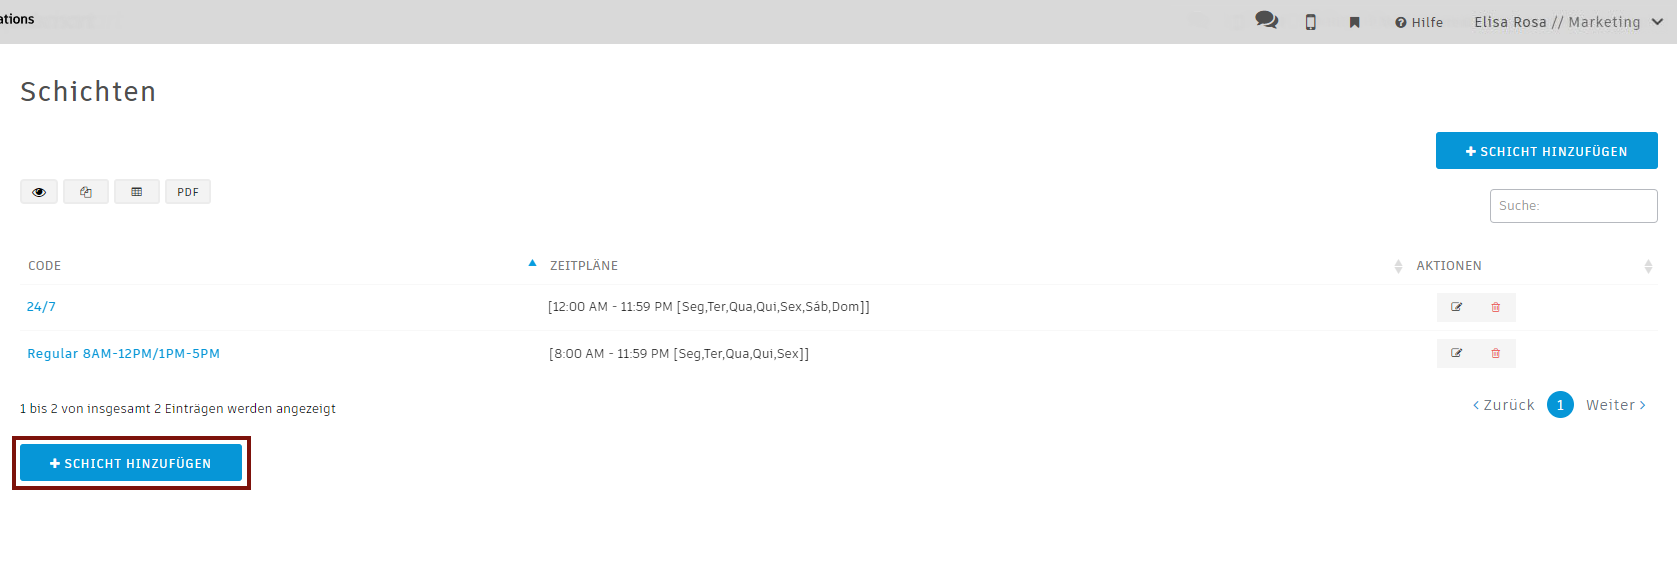 ations
Hilfe Elisa Rosa // Marketing
Schichten
+ SCHICHT HINZUFÜGEN
PDF
Suche:
CODE ZEITPLÄNE AKTIONEN
24/7 [12:00 AM - 11:59 PM [Seg,Ter,Qua,Qui,Sex,Sáb,Dom]]
Regular 8AM-12PM/1PM-5PM [8:00 AM - 11:59 PM [Seg,Ter,Qua,Qui,Sex]]
1 bis 2 von insgesamt 2 Einträgen werden angezeigt
‹ Zurück 1 Weiter ›
+ SCHICHT HINZUFÜGEN